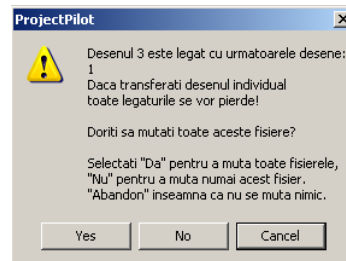 ProjectPilot
Desenul 3 este legat cu urmatoarele desene:
1
Daca transferati desenul individual
toate legaturile se vor pierde!
Doriti sa mutati toate aceste fisiere?
Selectati "Da" pentru a muta toate fisierele,
"Nu" pentru a muta numai acest fisier.
"Abandon" inseamna ca nu se muta nimic.
Yes No Cancel